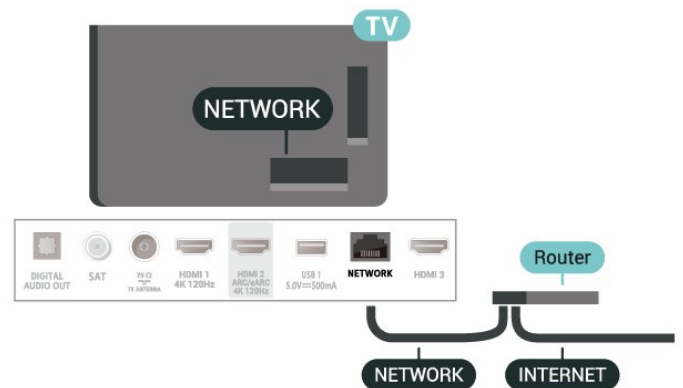 TV
NETWORK
DIGITAL
AUDIO OUT
SAT
75 Ω
TV ANTENNA
HDMI 1
4K 120Hz
HDMI 2
ARC/eARC
4K 120Hz
USB 1
5.0V⎓500mA
NETWORK
HDMI 3
Router
NETWORK
INTERNET